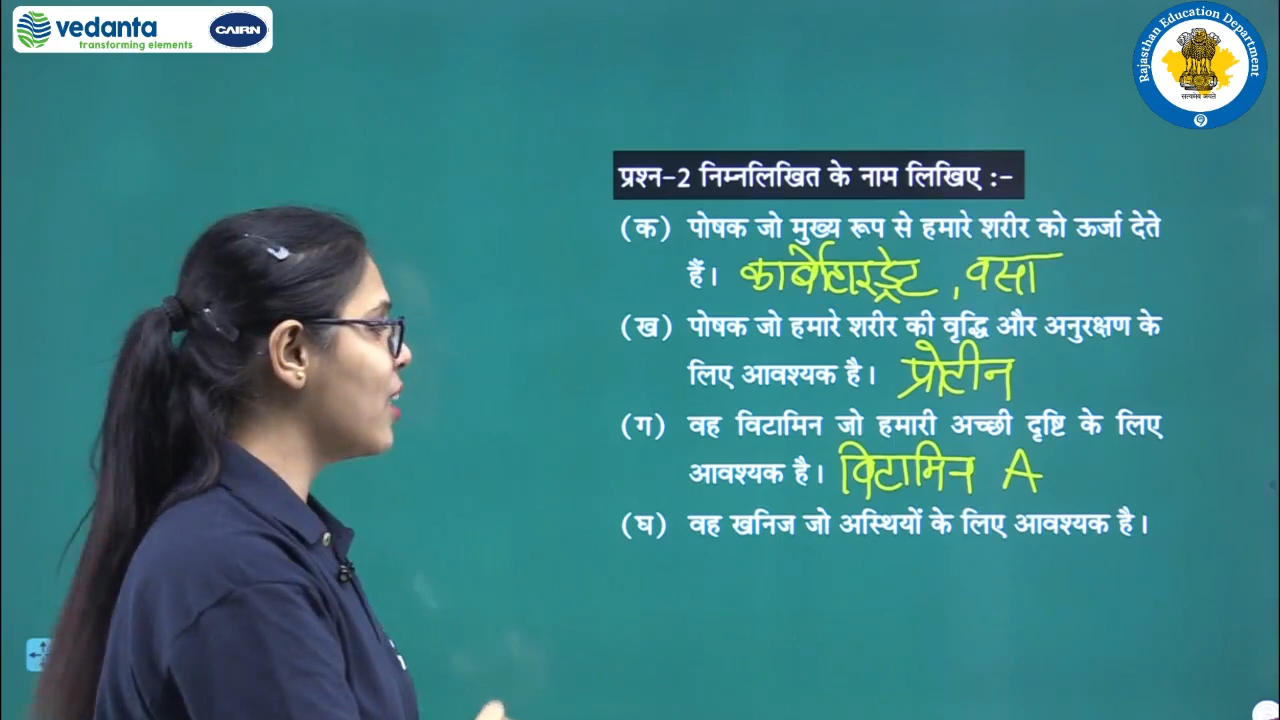 vedanta
transforming elements
CAIRN
Rajasthan Education Department
सत्यमेव जयते
प्रश्न-2 निम्नलिखित के नाम लिखिए :-
(क) पोषक जो मुख्य रूप से हमारे शरीर को ऊर्जा देते
हैं। कार्बोहाइड्रेट , वसा
(ख) पोषक जो हमारे शरीर की वृद्धि और अनुरक्षण के
लिए आवश्यक है। प्रोटीन
(ग) वह विटामिन जो हमारी अच्छी दृष्टि के लिए
आवश्यक है। विटामिन A
(घ) वह खनिज जो अस्थियों के लिए आवश्यक है।